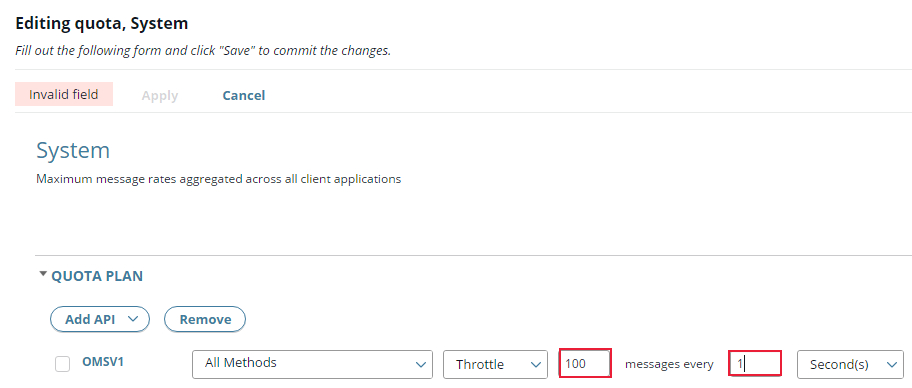 Editing quota, System
Fill out the following form and click "Save" to commit the changes.
Invalid field Apply Cancel
System
Maximum message rates aggregated across all client applications
QUOTA PLAN
Add API Remove
OMSV1 All Methods Throttle 100 messages every 1 Second(s)